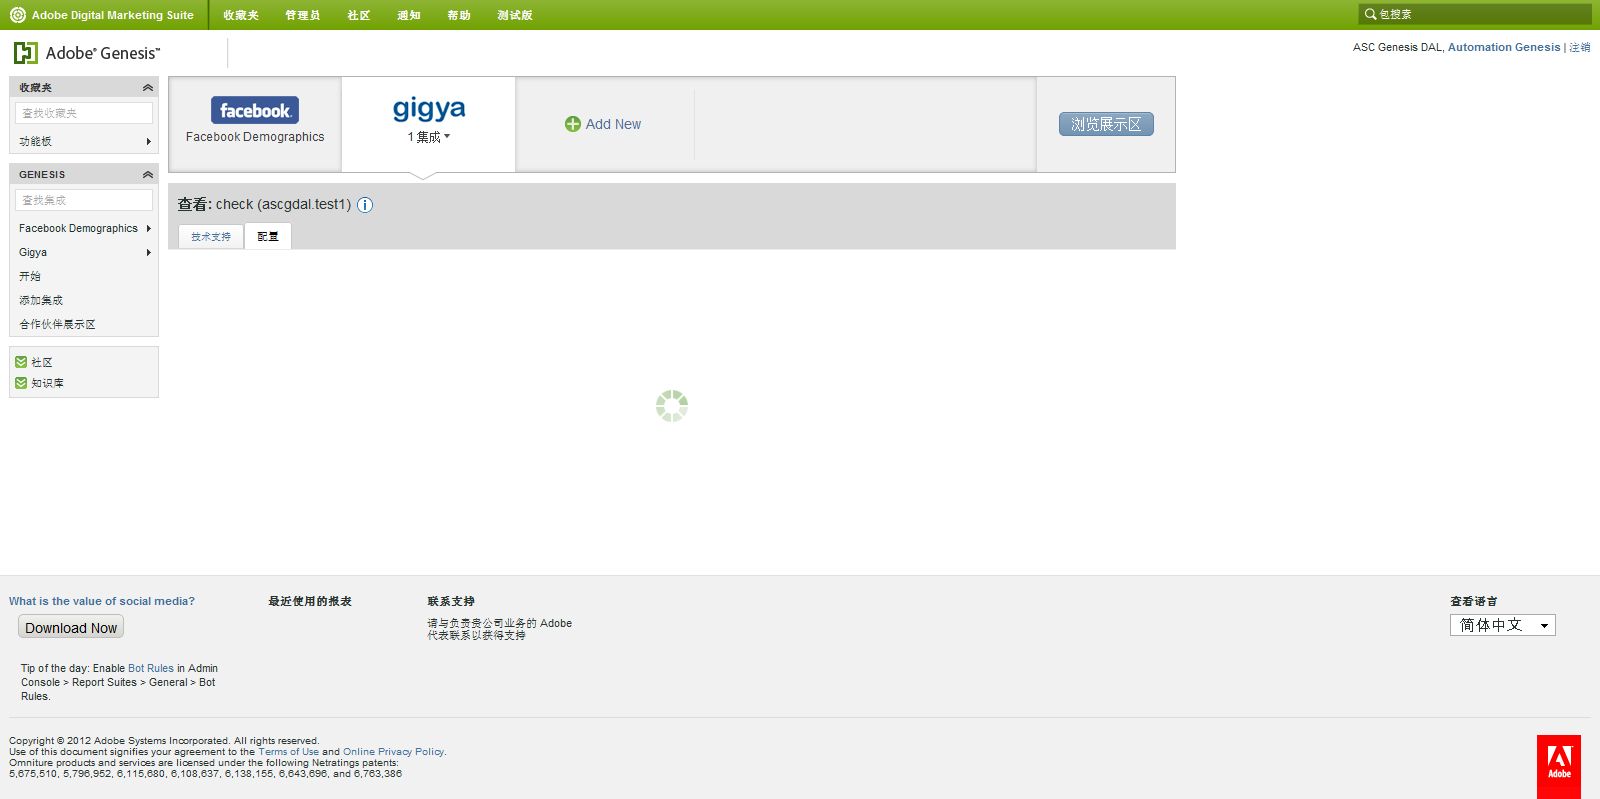 Adobe Digital Marketing Suite 收藏夹 管理员 社区 通知 帮助 测试版 包搜索
Adobe® Genesis™
ASC Genesis DAL, Automation Genesis | 注销
收藏夹
查找收藏夹
功能板
GENESIS
查找集成
Facebook Demographics
Gigya
开始
添加集成
合作伙伴展示区
社区
知识库
facebook.
Facebook Demographics
gigya
1 集成
Add New
浏览展示区
查看: check (ascgdal.test1)
技术支持 配置
What is the value of social media?
Download Now
Tip of the day: Enable Bot Rules in Admin
Console > Report Suites > General > Bot
Rules.
最近使用的报表
联系支持
请与负责贵公司业务的 Adobe
代表联系以获得支持
查看语言
简体中文
Copyright © 2012 Adobe Systems Incorporated. All rights reserved.
Use of this document signifies your agreement to the Terms of Use and Online Privacy Policy.
Omniture products and services are licensed under the following Netratings patents:
5,675,510, 5,796,952, 6,115,680, 6,108,637, 6,138,155, 6,643,696, and 6,763,386
Adobe